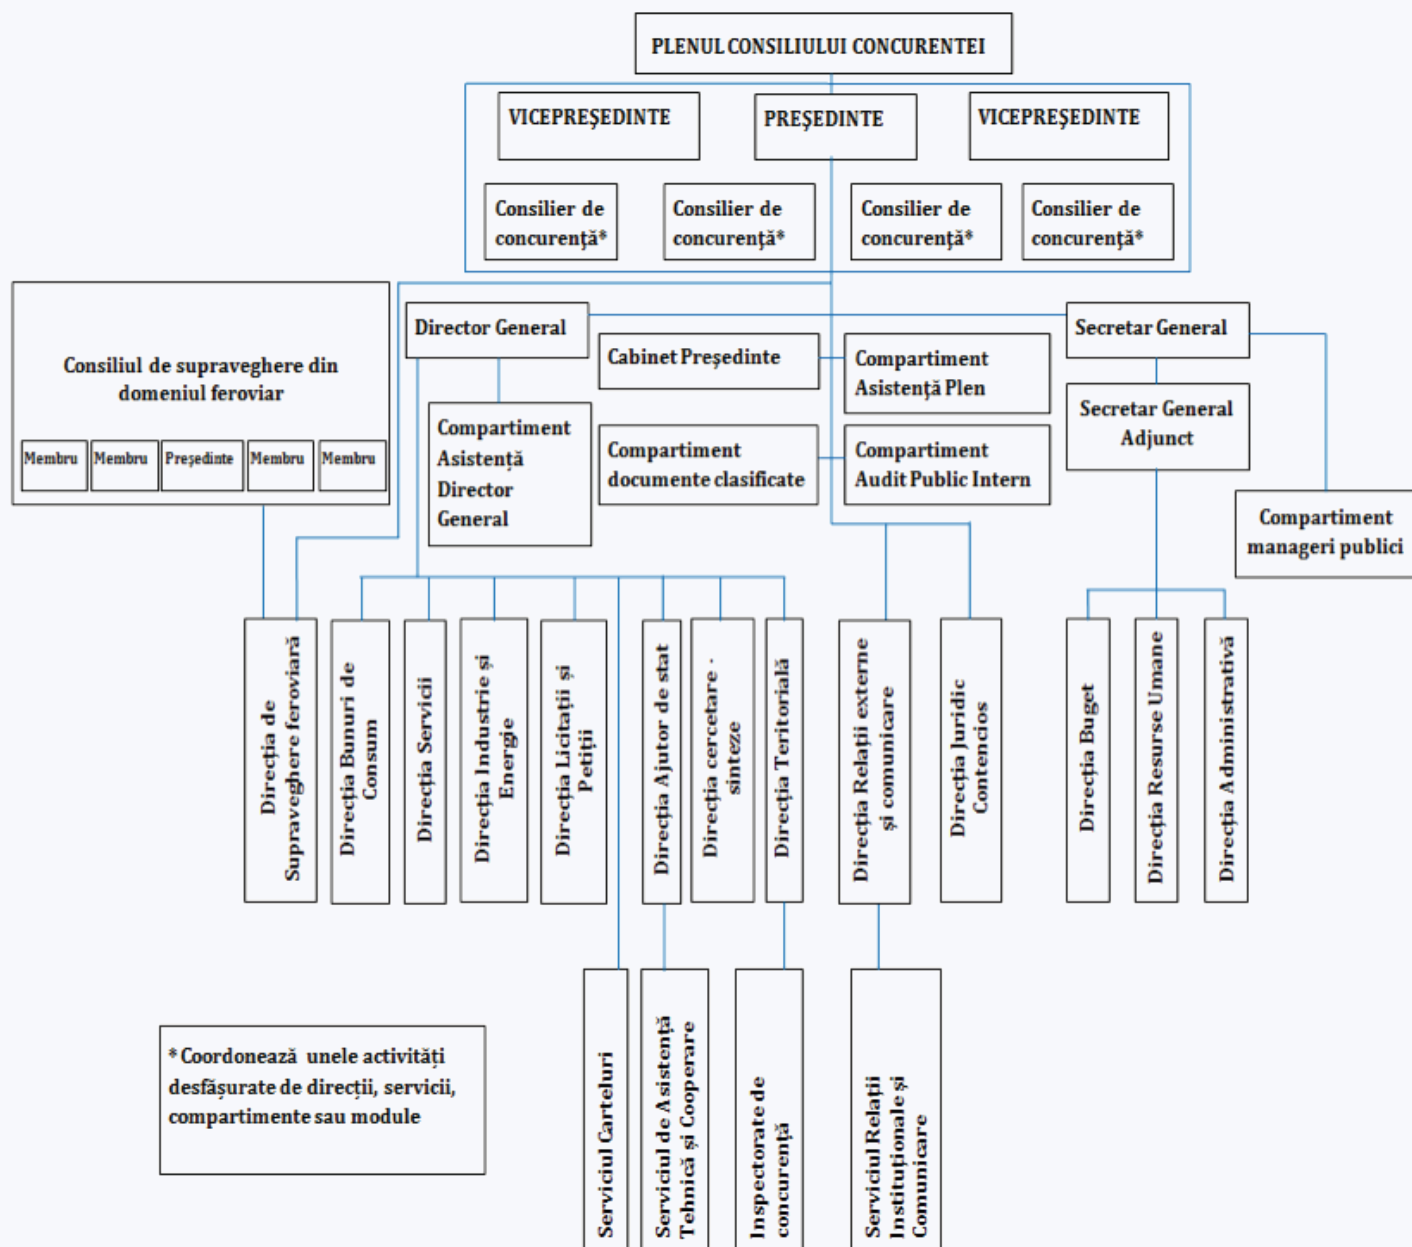 PLENUL CONSILIULUI CONCURENTEI
VICEPREȘEDINTE
PREȘEDINTE
VICEPREȘEDINTE
Consilier de
concurență*
Consilier de
concurență*
Consilier de
concurență*
Consilier de
concurență*
Consiliul de supraveghere din
domeniul feroviar
Membru
Membru
Președinte
Membru
Membru
Director General
Compartiment
Asistență
Director
General
Cabinet Președinte
Compartiment
Asistență Plen
Compartiment
documente clasificate
Compartiment
Audit Public Intern
Secretar General
Secretar General
Adjunct
Compartiment
manageri publici
Direcția de
Supraveghere feroviară
Direcția Bunuri de
Consum
Direcția Servicii
Direcția Industrie și
Energie
Direcția Licitații și
Petiții
Direcția Ajutor de stat
Direcția cercetare -
sinteze
Direcția Teritorială
Direcția Relații externe
și comunicare
Direcția Juridic
Contencios
Direcția Buget
Direcția Resurse Umane
Direcția Administrativă
Serviciul Carteluri
Serviciul de Asistență
Tehnică și Cooperare
Inspectorate de
concurență
Serviciul Relații
Instituționale și
Comunicare
* Coordonează unele activități
desfășurate de direcții, servicii,
compartimente sau module